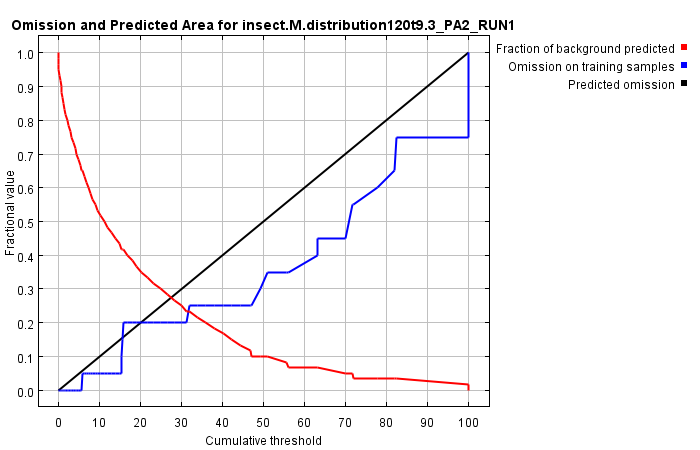 Omission and Predicted Area for insect.M.distribution120t9.3_PA2_RUN1
Fraction of background predicted
Omission on training samples
Predicted omission
Fractional value
1.0
0.9
0.8
0.7
0.6
0.5
0.4
0.3
0.2
0.1
0.0
0 10 20 30 40 50 60 70 80 90 100
Cumulative threshold